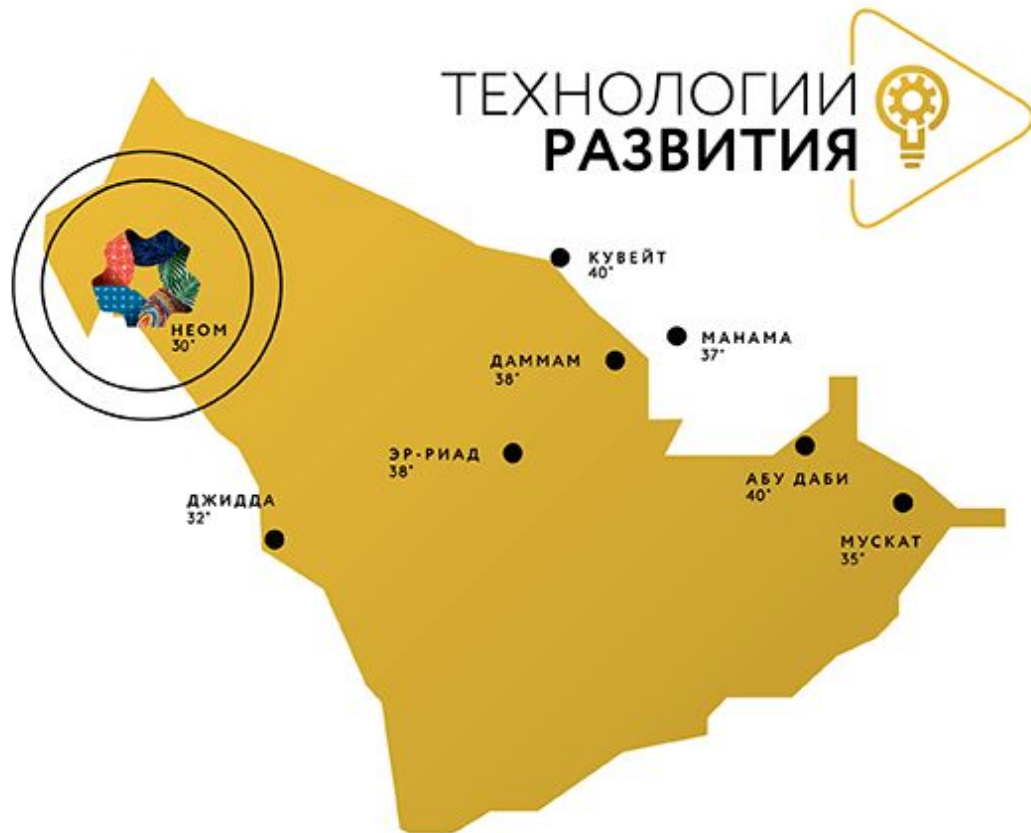 ТЕХНОЛОГИИ
РАЗВИТИЯ
КУВЕЙТ
40°
НЕОМ
30°
МАНАМА
37°
ДАММАМ
38°
ЭР-РИАД
38°
АБУ ДАБИ
40°
ДЖИДДА
32°
МУСКАТ
35°